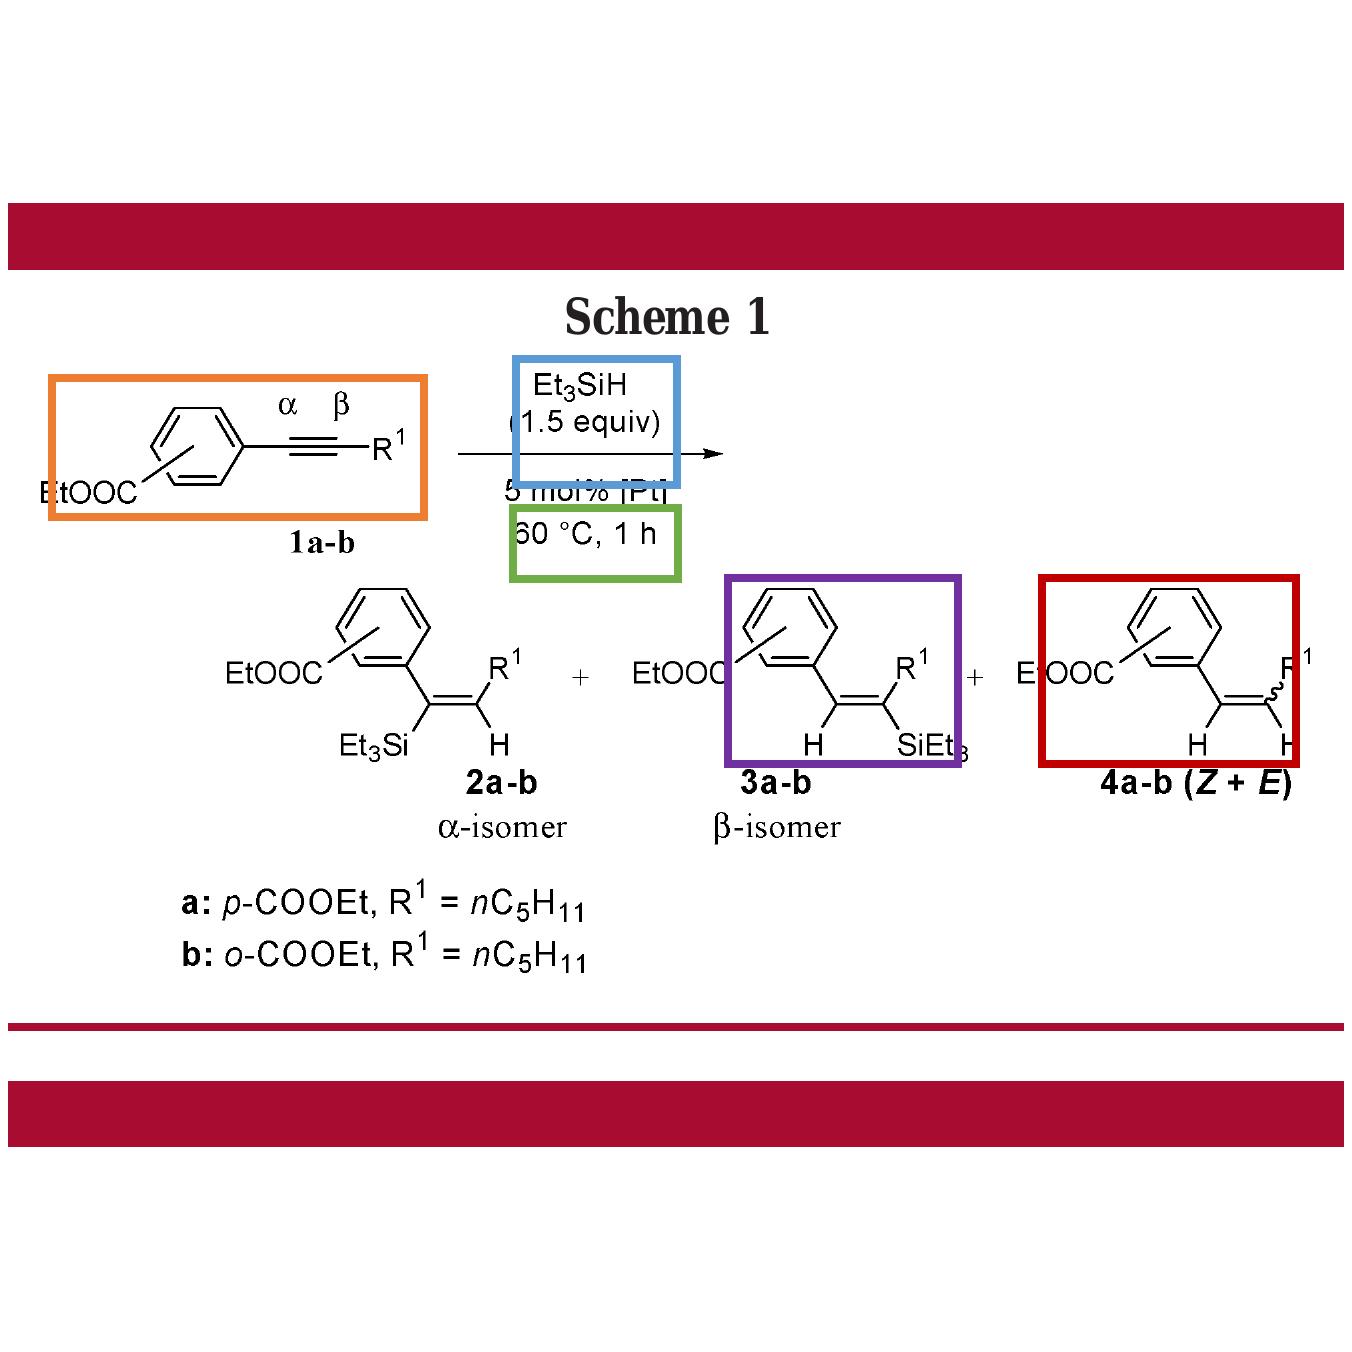 Scheme 1
Et₃SiH
(1.5 equiv)
α β
R¹
EtOOC
5 mol% [Pt]
60 °C, 1 h
1a-b
EtOOC R¹ + EtOOC R¹ + EtOOC R¹
Et₃Si H H SiEt₃ H H
2a-b 3a-b 4a-b (Z + E)
α-isomer β-isomer
a: p-COOEt, R¹ = nC₅H₁₁
b: o-COOEt, R¹ = nC₅H₁₁